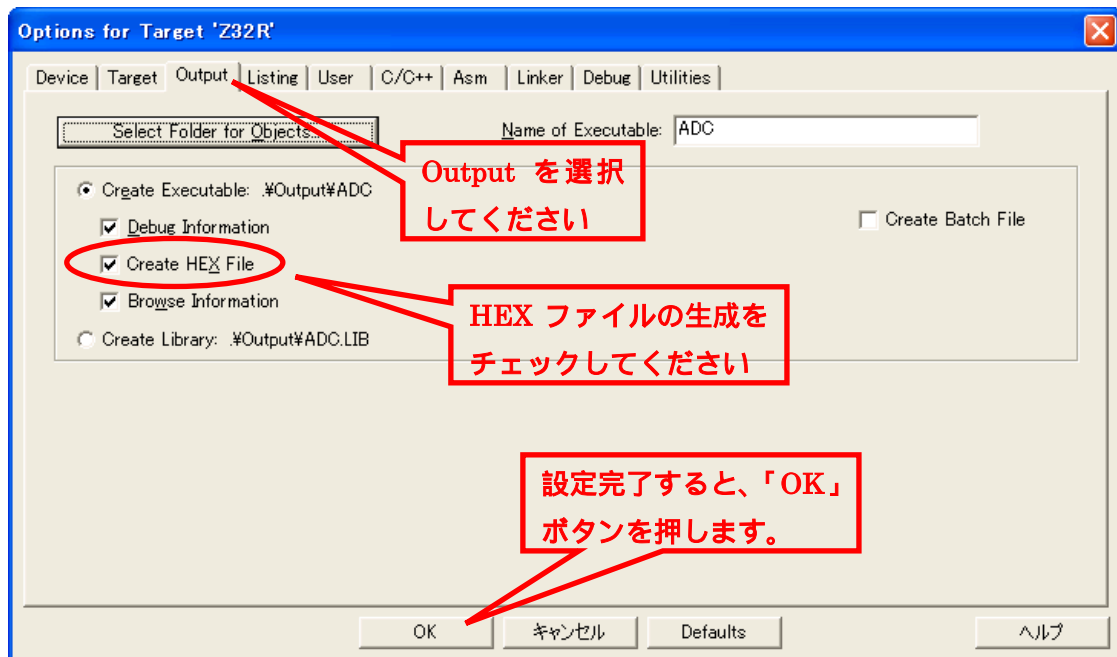 Options for Target 'Z32R'
Device Target Output Listing User C/C++ Asm Linker Debug Utilities
Select Folder for Objects...
Name of Executable: ADC
Output を選択
してください
Create Executable: .¥Output¥ADC
Debug Information
Create Batch File
Create HEX File
Browse Information
HEX ファイルの生成を
チェックしてください
Create Library: .¥Output¥ADC.LIB
設定完了すると、「OK」
ボタンを押します。
OK キャンセル Defaults ヘルプ